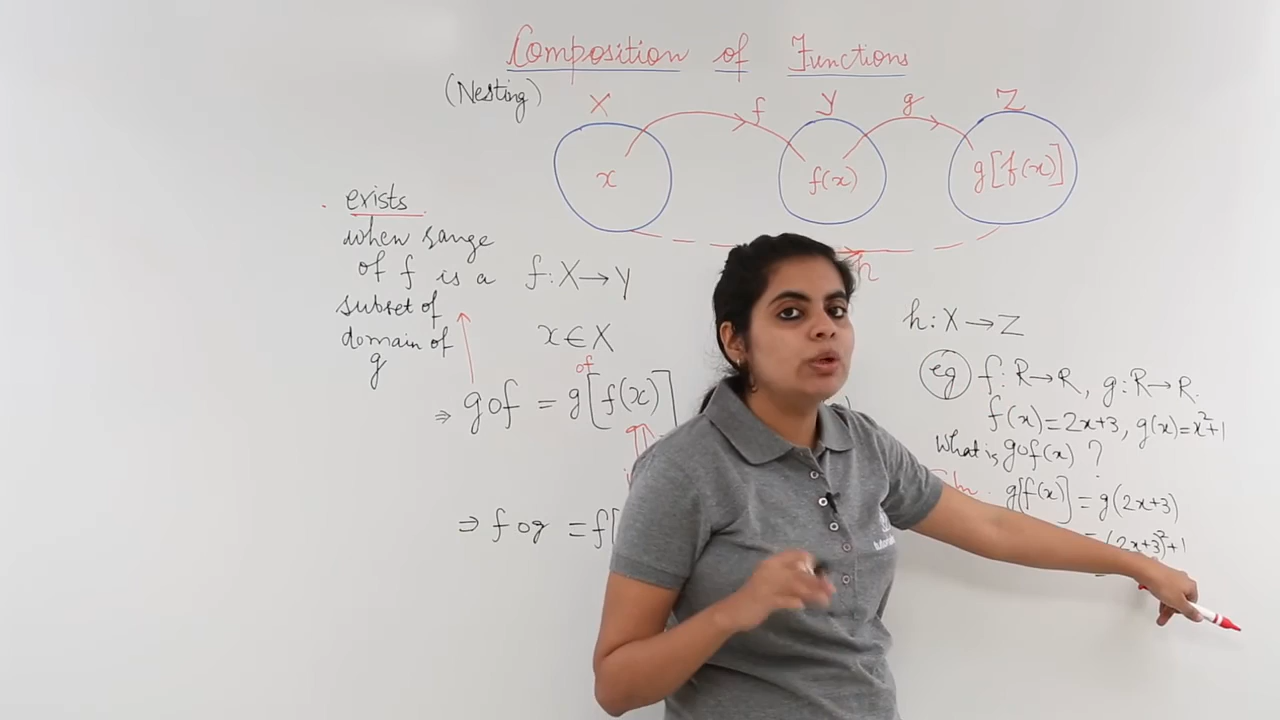 Composition of Functions
(Nesting)
X f Y g Z
x f(x) g[f(x)]
h
exists
when range
of f is a
subset of
domain of
g
f: X→Y
x∈X
of
⇒ gof = g[f(x)]
⇒ fog = f[
h: X→Z
eg f: R→R, g: R→R.
f(x)=2x+3, g(x)=x²+1
What is gof(x) ?
g[f(x)] = g(2x+3)
= (2x+3)²+1